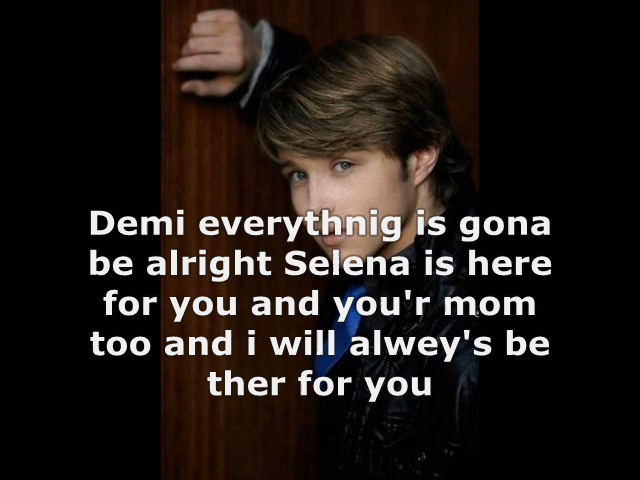 Demi everythnig is gona
be alright Selena is here
for you and you'r mom
too and i will alwey's be
ther for you